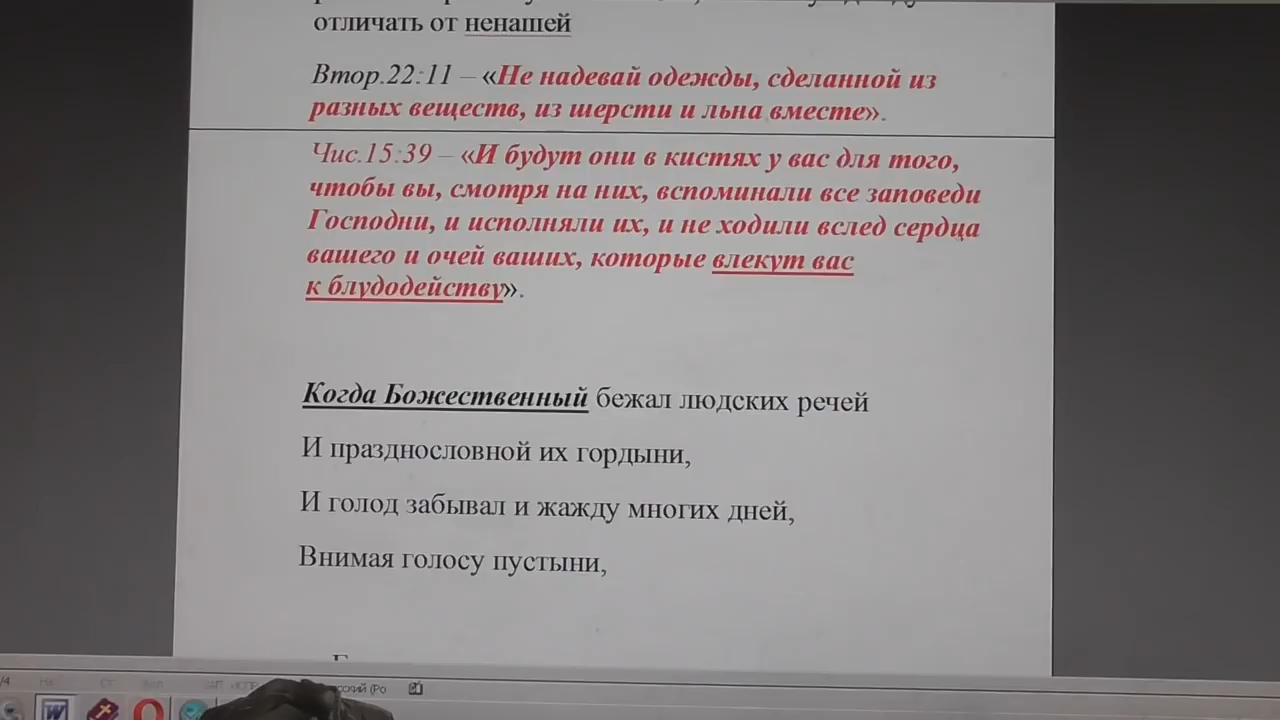 отличать от ненашей
Втор.22:11 – «Не надевай одежды, сделанной из
разных веществ, из шерсти и льна вместе».
Чис.15:39 – «И будут они в кистях у вас для того,
чтобы вы, смотря на них, вспоминали все заповеди
Господни, и исполняли их, и не ходили вслед сердца
вашего и очей ваших, которые влекут вас
к блудодейству».
Когда Божественный бежал людских речей
И празднословной их гордыни,
И голод забывал и жажду многих дней,
Внимая голосу пустыни,
/4